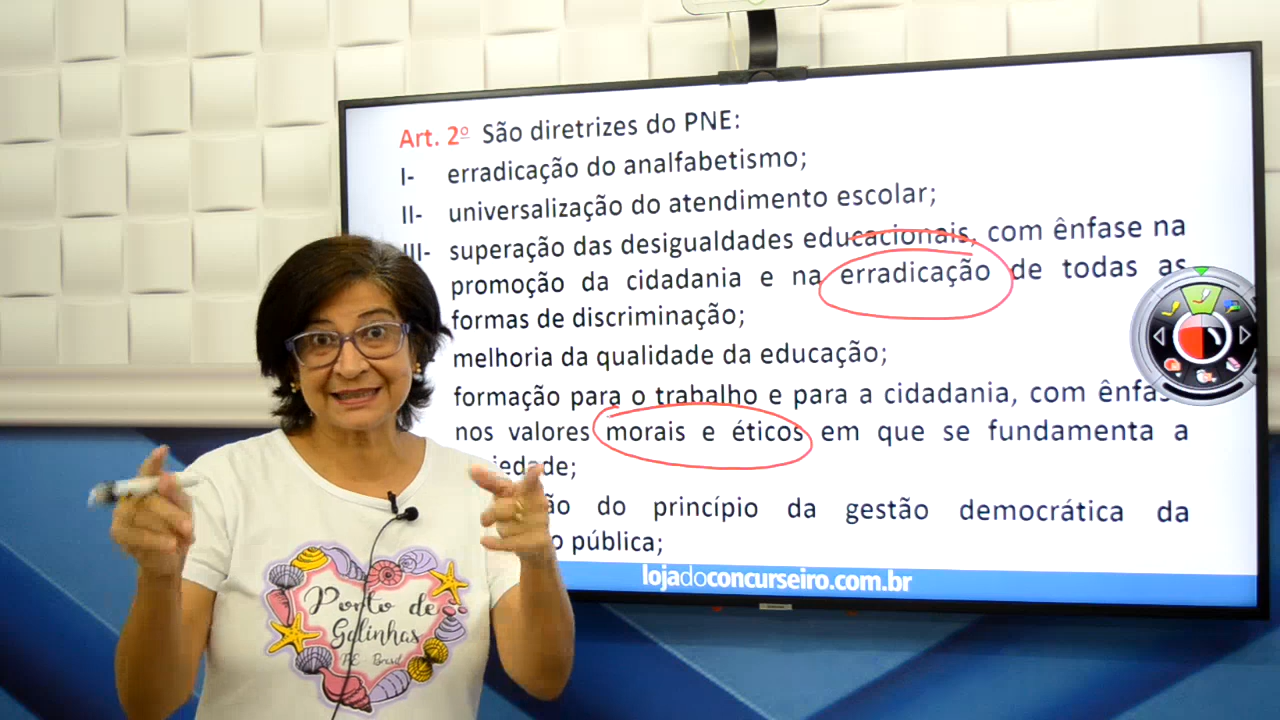 Art. 2º São diretrizes do PNE:
I- erradicação do analfabetismo;
II- universalização do atendimento escolar;
III- superação das desigualdades educacionais, com ênfase na
promoção da cidadania e na erradicação de todas as
formas de discriminação;
melhoria da qualidade da educação;
formação para o trabalho e para a cidadania, com ênfas
nos valores morais e éticos em que se fundamenta a
iedade;
ão do princípio da gestão democrática da
o pública;
lojadoconcurseiro.com.br
Porto de
Galinhas
PE - Brasil